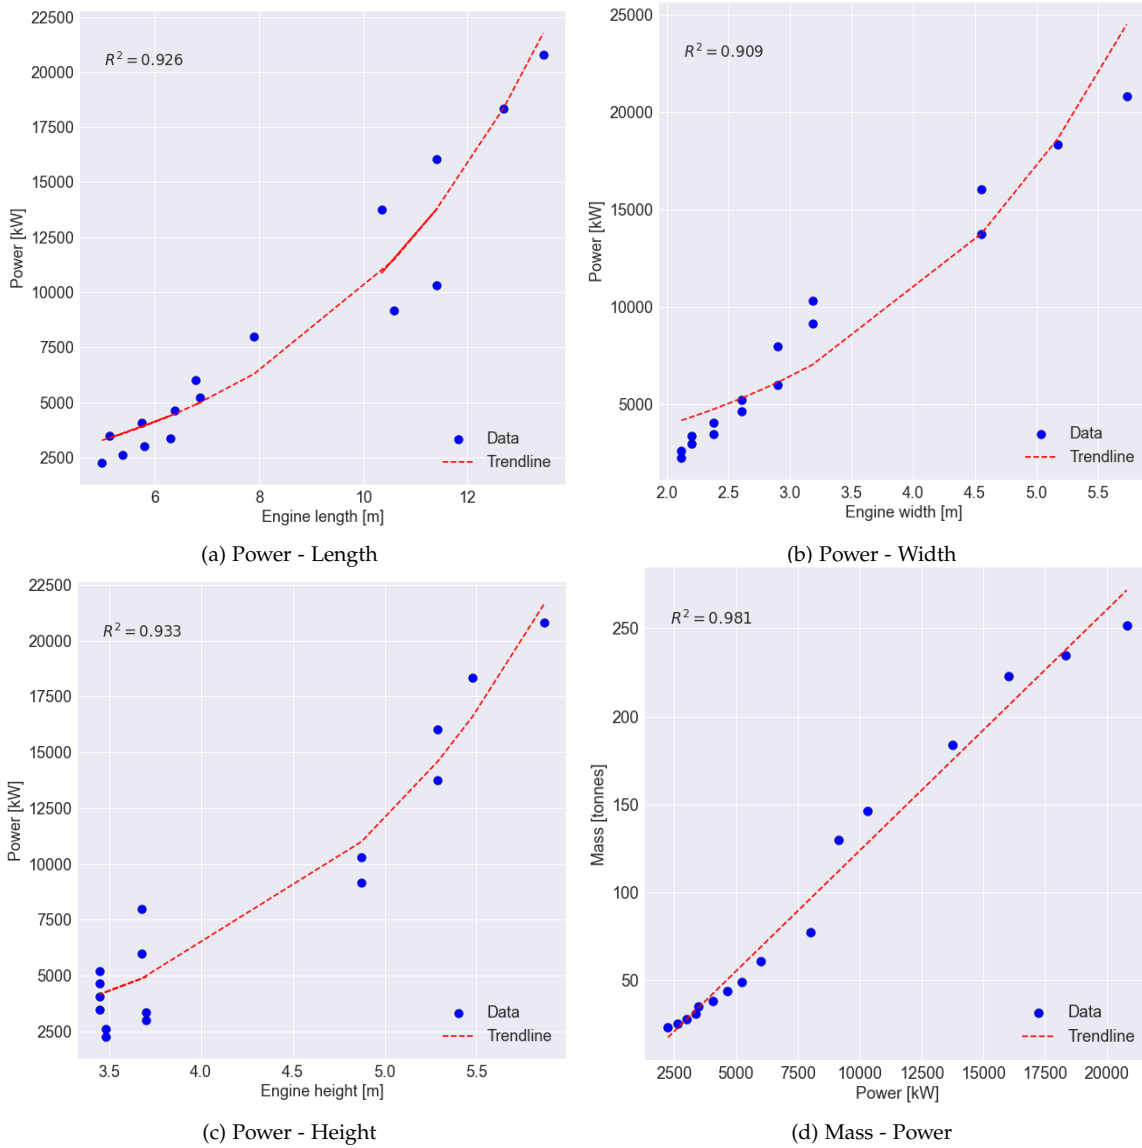 22500
20000
17500
15000
12500
10000
7500
5000
2500
Power [kW]
R² = 0.926
Data
Trendline
6 8 10 12
Engine length [m]
(a) Power - Length
25000
20000
15000
10000
5000
Power [kW]
R² = 0.909
Data
Trendline
2.0 2.5 3.0 3.5 4.0 4.5 5.0 5.5
Engine width [m]
(b) Power - Width
22500
20000
17500
15000
12500
10000
7500
5000
2500
Power [kW]
R² = 0.933
Data
Trendline
3.5 4.0 4.5 5.0 5.5
Engine height [m]
(c) Power - Height
250
200
150
100
50
Mass [tonnes]
R² = 0.981
Data
Trendline
2500 5000 7500 10000 12500 15000 17500 20000
Power [kW]
(d) Mass - Power